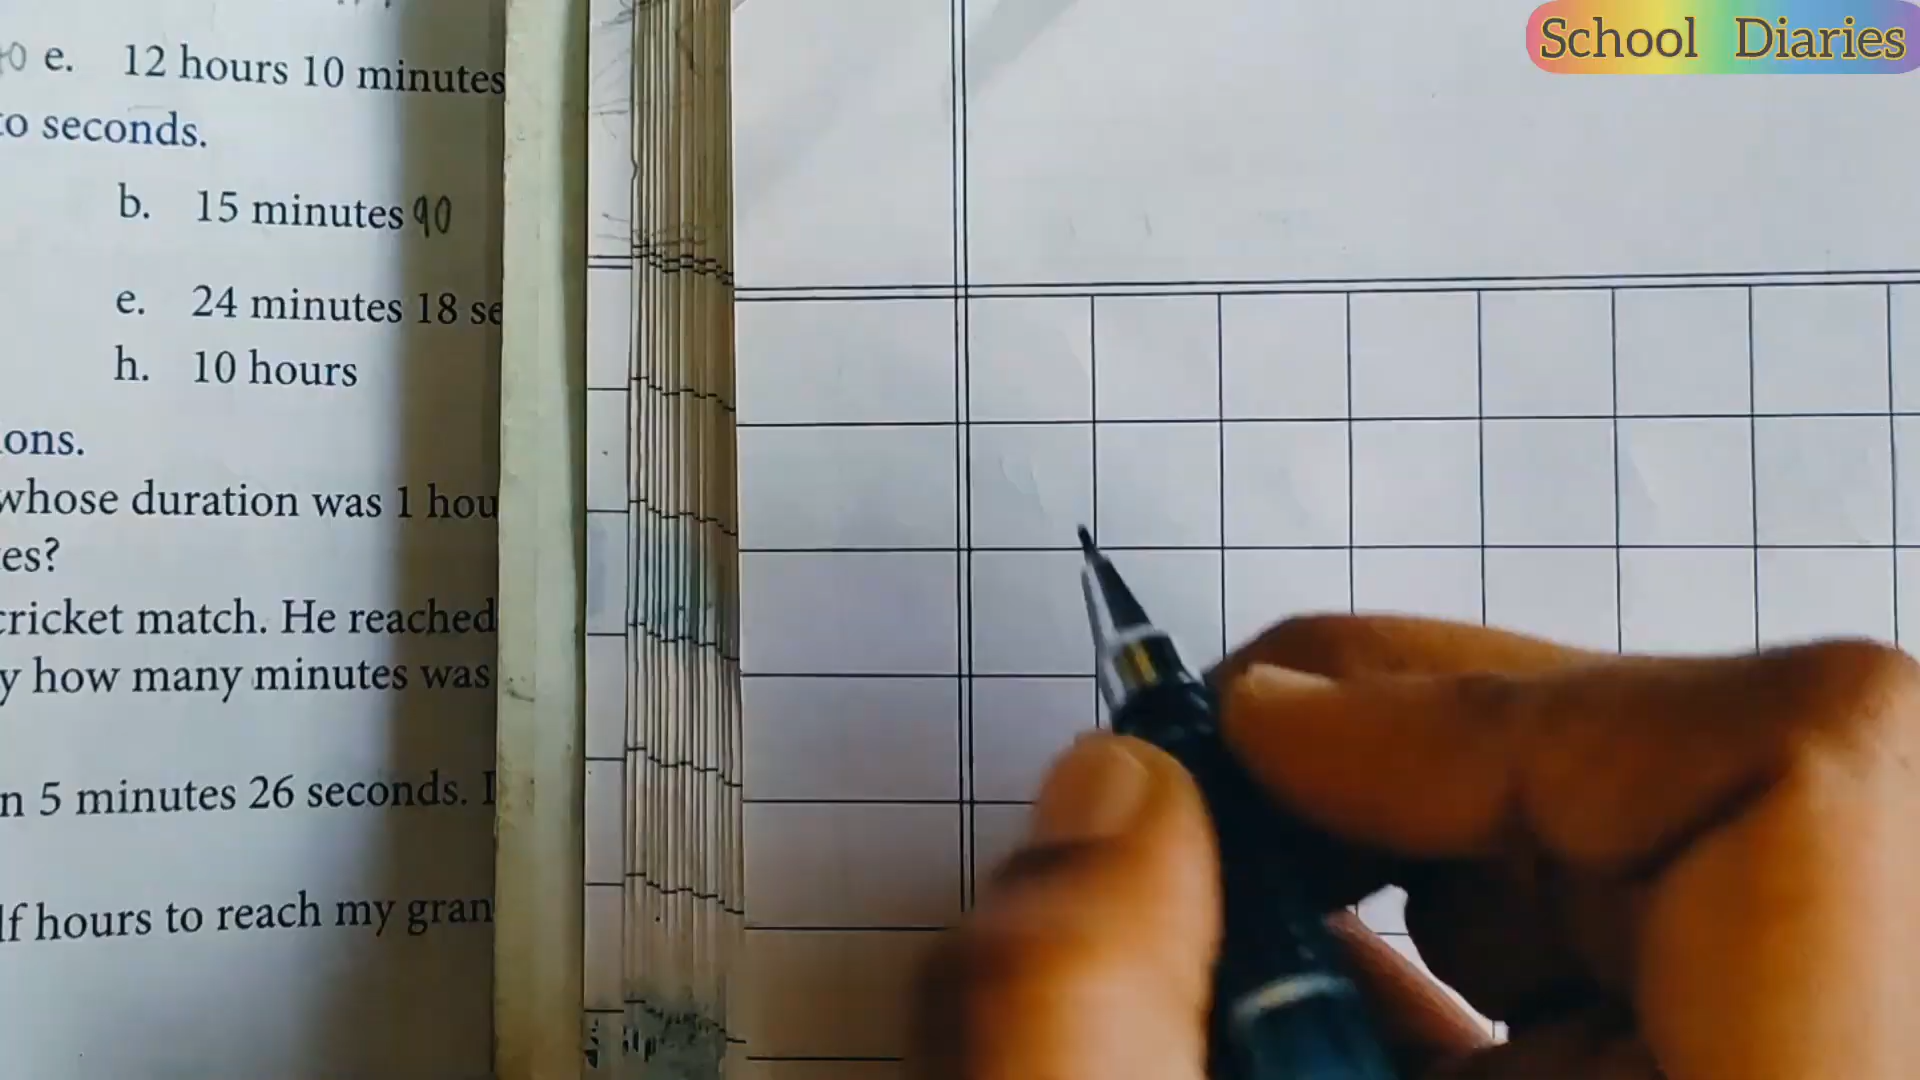 School Diaries
e. 12 hours 10 minutes
to seconds.
b. 15 minutes 90
e. 24 minutes 18 se
h. 10 hours
ons.
whose duration was 1 hou
es?
cricket match. He reached
y how many minutes was
n 5 minutes 26 seconds. I
lf hours to reach my gran